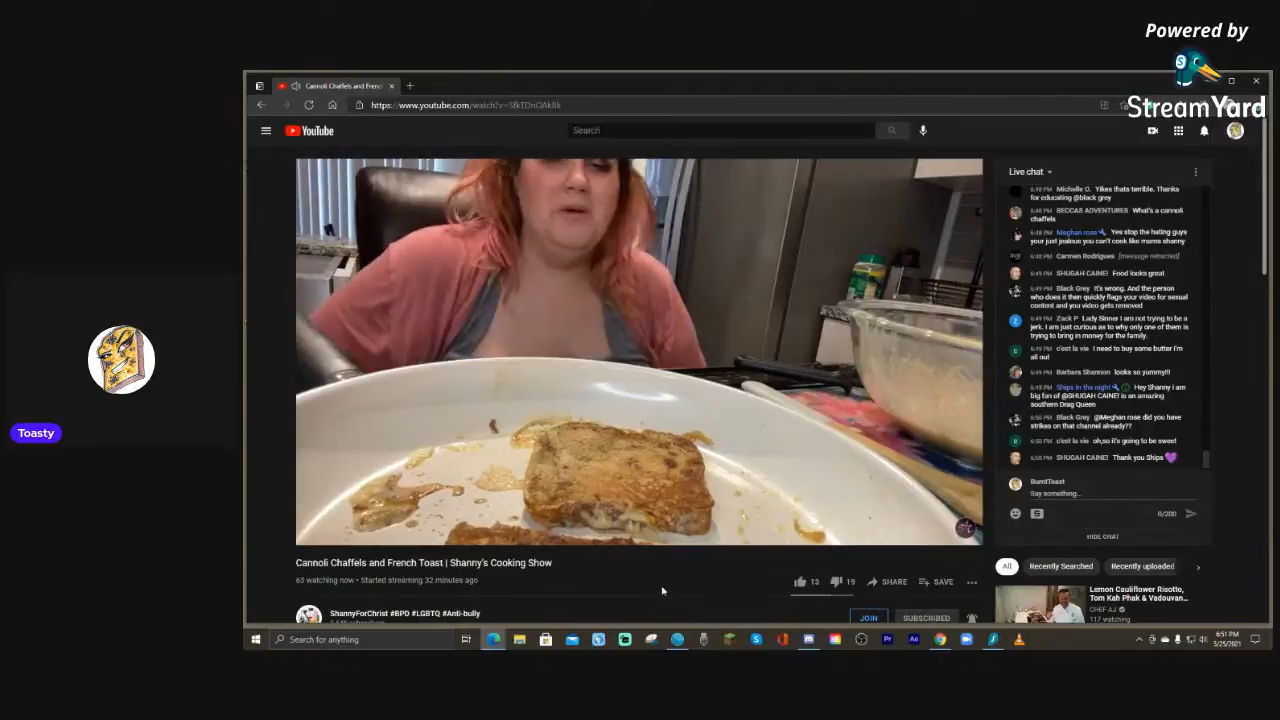 Powered by
StreamYard
Cannoli Chaffels and Frenc
https://www.youtube.com/watch?v=
YouTube
Search
Live chat
6:48 PM Michelle O. Yikes thats terrible. Thanks
for educating @black grey
6:48 PM BECCAS ADVENTURES What's a cannoli
chaffels
6:48 PM Meghan rose Yes stop the hating guys
your just jealous you can't cook like mama shanny
6:48 PM Carmen Rodrigues [message retracted]
6:49 PM SHUGAH CAINE! Food looks great
6:49 PM Black Grey It's wrong. And the person
who does it then quickly flags your video for sexual
content and you video gets removed
6:49 PM Zack P Lady Sinner I am not trying to be a
jerk. I am just curious as to why only one of them is
trying to bring in money for the family.
6:49 PM c'est la vie I need to buy some butter I'm
all out!
6:49 PM Barbara Shannon looks so yummy!!!
6:49 PM Ships in the night Hey Shanny i am
big fan of @SHUGAH CAINE! is an amazing
southern Drag Queen
6:50 PM Black Grey @Meghan rose did you have
strikes on that channel already??
6:50 PM c'est la vie oh,so it's going to be sweet
6:50 PM SHUGAH CAINE! Thank you Ships
BurntToast
Say something...
0/200
HIDE CHAT
Toasty
Cannoli Chaffels and French Toast | Shanny's Cooking Show
63 watching now • Started streaming 32 minutes ago
13
19
SHARE
SAVE
All
Recently Searched
Recently uploaded
Lemon Cauliflower Risotto,
Tom Kah Phak & Vadouvan...
CHEF AJ
117 watching
ShannyForChrist #BPD #LGBTQ #Anti-bully
JOIN
SUBSCRIBED
Search for anything
6:51 PM
5/25/2021